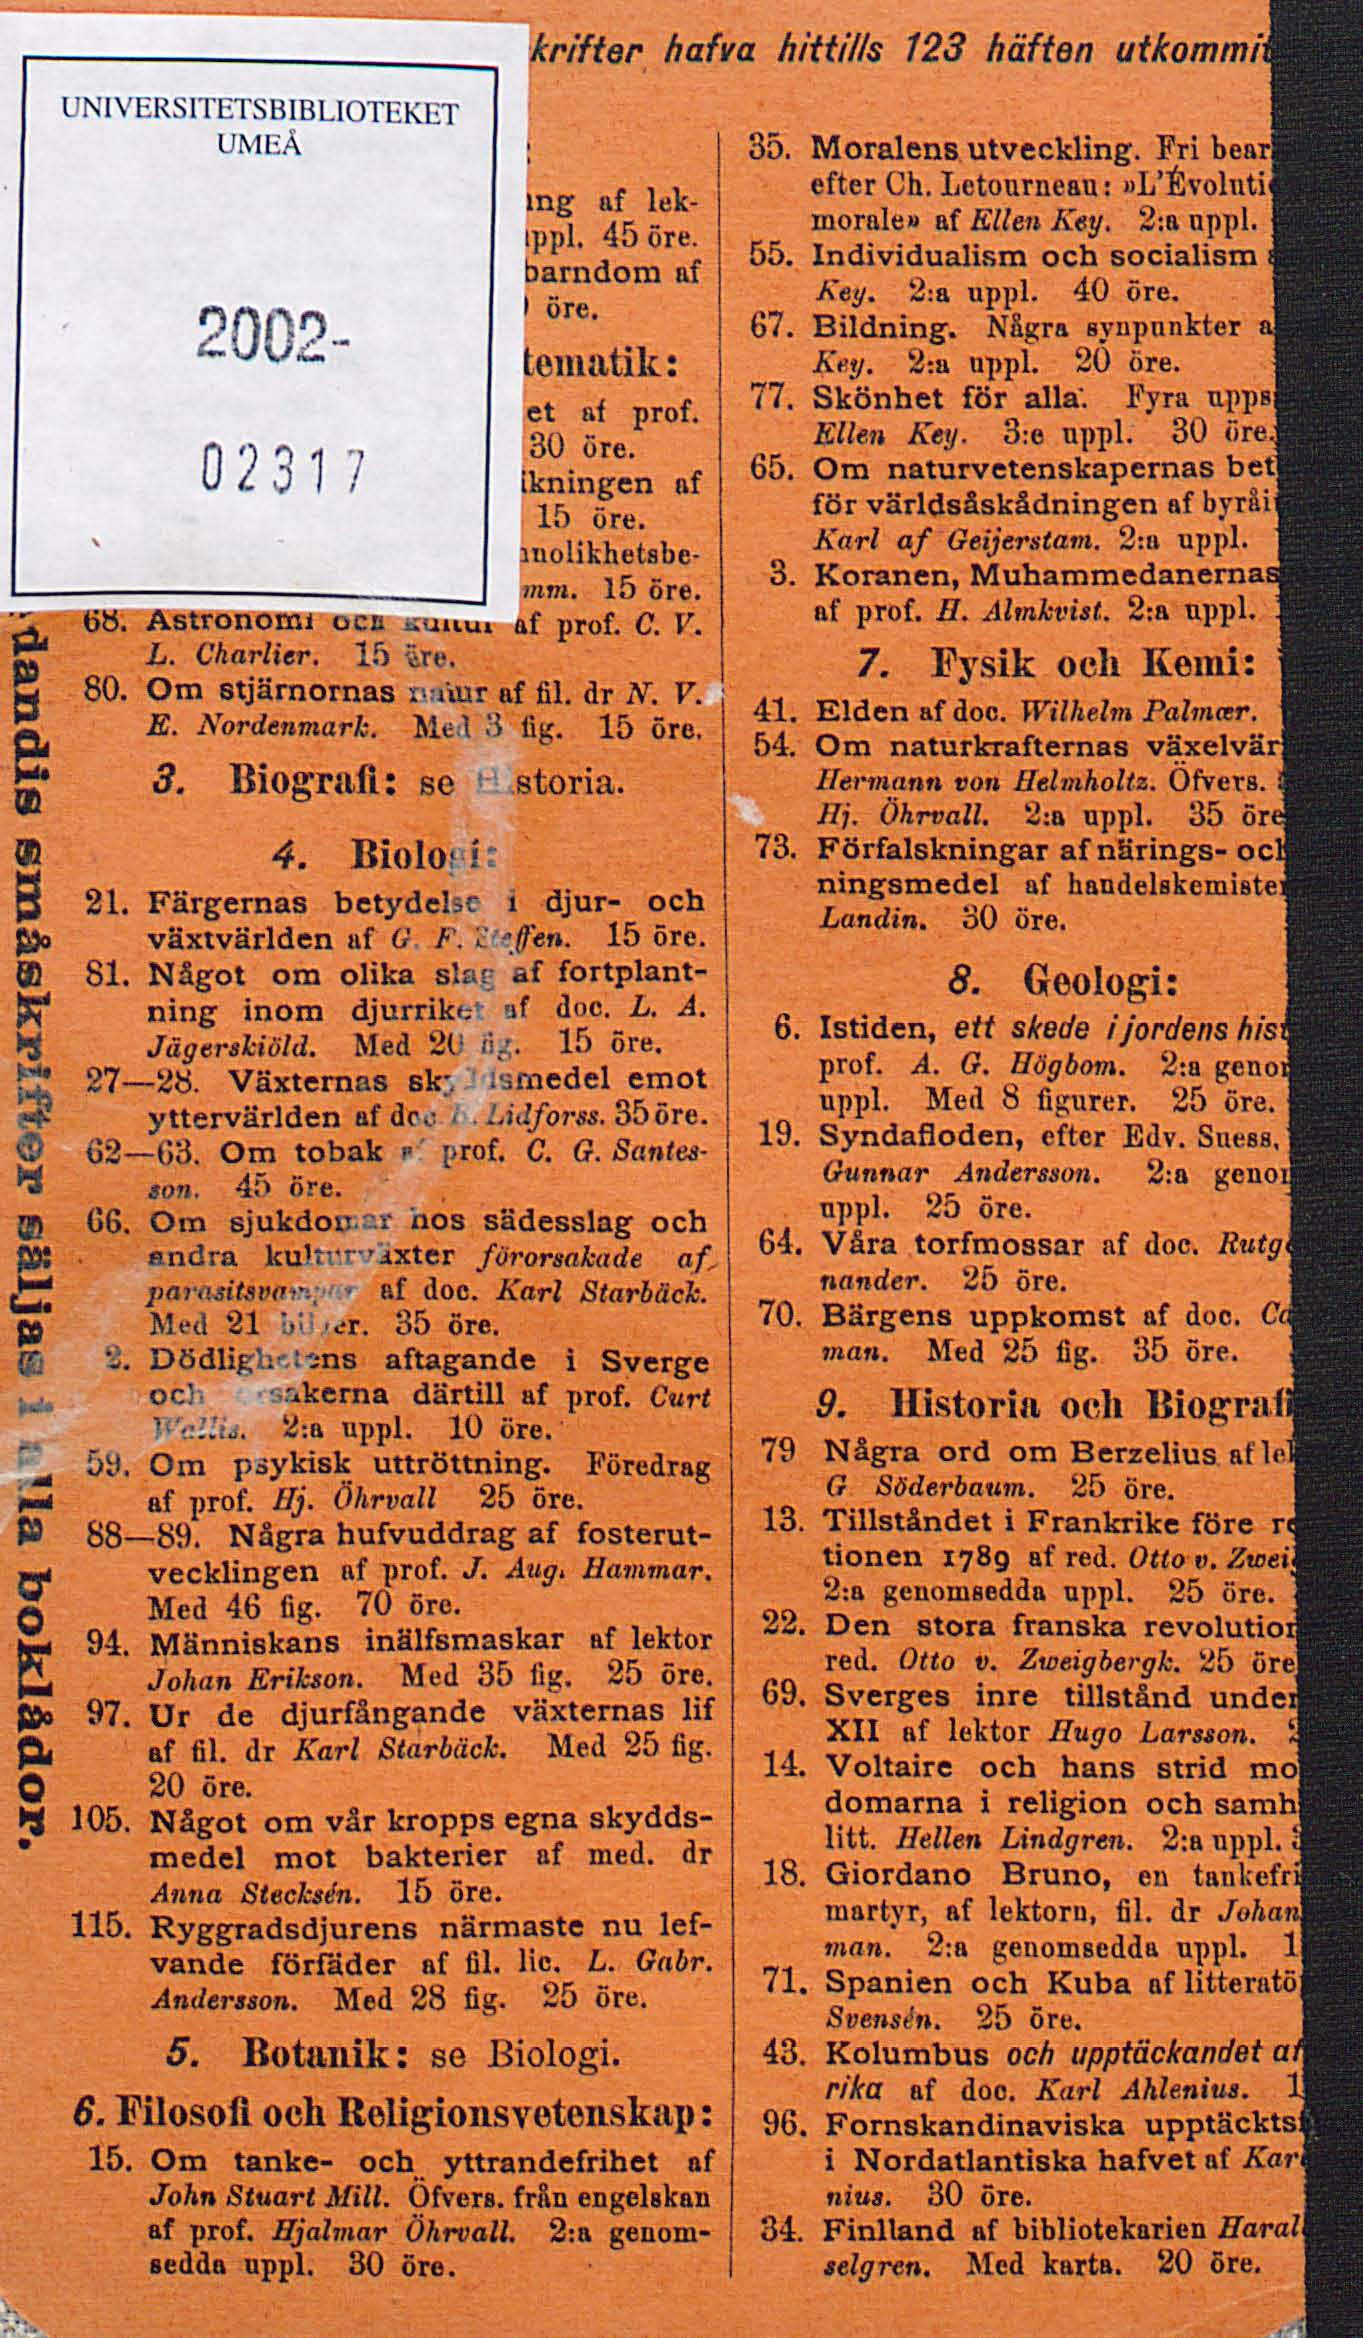 krifter hafva hittills 123 häften utkommit
UNIVERSITETSBIBLIOTEKET
UMEÅ
2002-
02317
ing af lek-
ppl. 45 öre.
barndom af
öre.
tematik:
et af prof.
30 öre.
ikningen af
15 öre.
nnolikhetsbe-
mm. 15 öre.
68. Astronomi och kultur af prof. C. V.
L. Charlier. 15 öre.
80. Om stjärnornas natur af fil. dr N. V.
E. Nordenmark. Med 3 fig. 15 öre.
3. Biografi: se Historia.
4. Biologi:
21. Färgernas betydelse i djur- och
växtvärlden af G. F. Steffen. 15 öre.
81. Något om olika slag af fortplant-
ning inom djurriket af doc. L. A.
Jägerskiöld. Med 20 fig. 15 öre.
27—28. Växternas skyddsmedel emot
yttervärlden af doc. B. Lidforss. 35 öre.
62—63. Om tobak af prof. C. G. Santes-
son. 45 öre.
66. Om sjukdomar hos sädesslag och
andra kulturväxter förorsakade af
parasitsvampar af doc. Karl Starbäck.
Med 21 bilder. 35 öre.
2. Dödlighetens aftagande i Sverge
och orsakerna därtill af prof. Curt
Wallis. 2:a uppl. 10 öre.
59. Om psykisk uttröttning. Föredrag
af prof. Hj. Öhrvall 25 öre.
88—89. Några hufvuddrag af fosterut-
vecklingen af prof. J. Aug. Hammar.
Med 46 fig. 70 öre.
94. Människans inälfsmaskar af lektor
Johan Erikson. Med 35 fig. 25 öre.
97. Ur de djurfångande växternas lif
af fil. dr Karl Starbäck. Med 25 fig.
20 öre.
105. Något om vår kropps egna skydds-
medel mot bakterier af med. dr
Anna Stecksén. 15 öre.
115. Ryggradsdjurens närmaste nu lef-
vande förfäder af fil. lic. L. Gabr.
Andersson. Med 28 fig. 25 öre.
5. Botanik: se Biologi.
6. Filosofi och Religionsvetenskap:
15. Om tanke- och yttrandefrihet af
John Stuart Mill. Öfvers. från engelskan
af prof. Hjalmar Öhrvall. 2:a genom-
sedda uppl. 30 öre.
35. Moralens utveckling. Fri bear
efter Ch. Letourneau: »L'Évoluti
morale» af Ellen Key. 2:a uppl.
55. Individualism och socialism
Key. 2:a uppl. 40 öre.
67. Bildning. Några synpunkter a
Key. 2:a uppl. 20 öre.
77. Skönhet för alla. Fyra upps
Ellen Key. 3:e uppl. 30 öre.
65. Om naturvetenskapernas bet
för världsåskådningen af byråi
Karl af Geijerstam. 2:a uppl.
3. Koranen, Muhammedanernas
af prof. H. Almkvist. 2:a uppl.
7. Fysik och Kemi:
41. Elden af doc. Wilhelm Palmær.
54. Om naturkrafternas växelvär
Hermann von Helmholtz. Öfvers.
Hj. Öhrvall. 2:a uppl. 35 öre
73. Förfalskningar af närings- och
ningsmedel af handelskemiste
Landin. 30 öre.
8. Geologi:
6. Istiden, ett skede i jordens hist
prof. A. G. Högbom. 2:a genom
uppl. Med 8 figurer. 25 öre.
19. Syndafloden, efter Edv. Suess,
Gunnar Andersson. 2:a genom
uppl. 25 öre.
64. Våra torfmossar af doc. Rutge
nander. 25 öre.
70. Bärgens uppkomst af doc. Ca
man. Med 25 fig. 35 öre.
9. Historia och Biografi
79 Några ord om Berzelius af lek
G. Söderbaum. 25 öre.
13. Tillståndet i Frankrike före re
tionen 1789 af red. Otto v. Zwei
2:a genomsedda uppl. 25 öre.
22. Den stora franska revolution
red. Otto v. Zweigbergk. 25 öre
69. Sverges inre tillstånd under
XII af lektor Hugo Larsson.
14. Voltaire och hans strid mo
domarna i religion och samh
litt. Hellen Lindgren. 2:a uppl.
18. Giordano Bruno, en tankefri
martyr, af lektorn, fil. dr Johan
man. 2:a genomsedda uppl. 1
71. Spanien och Kuba af litteratö
Svensén. 25 öre.
43. Kolumbus och upptäckandet af
rika af doc. Karl Ahlenius. 1
96. Fornskandinaviska upptäckts
i Nordatlantiska hafvet af Kar
nius. 30 öre.
34. Finlland af bibliotekarien Haral
selgren. Med karta. 20 öre.
dandis småskrifter säljas i alla boklådor.